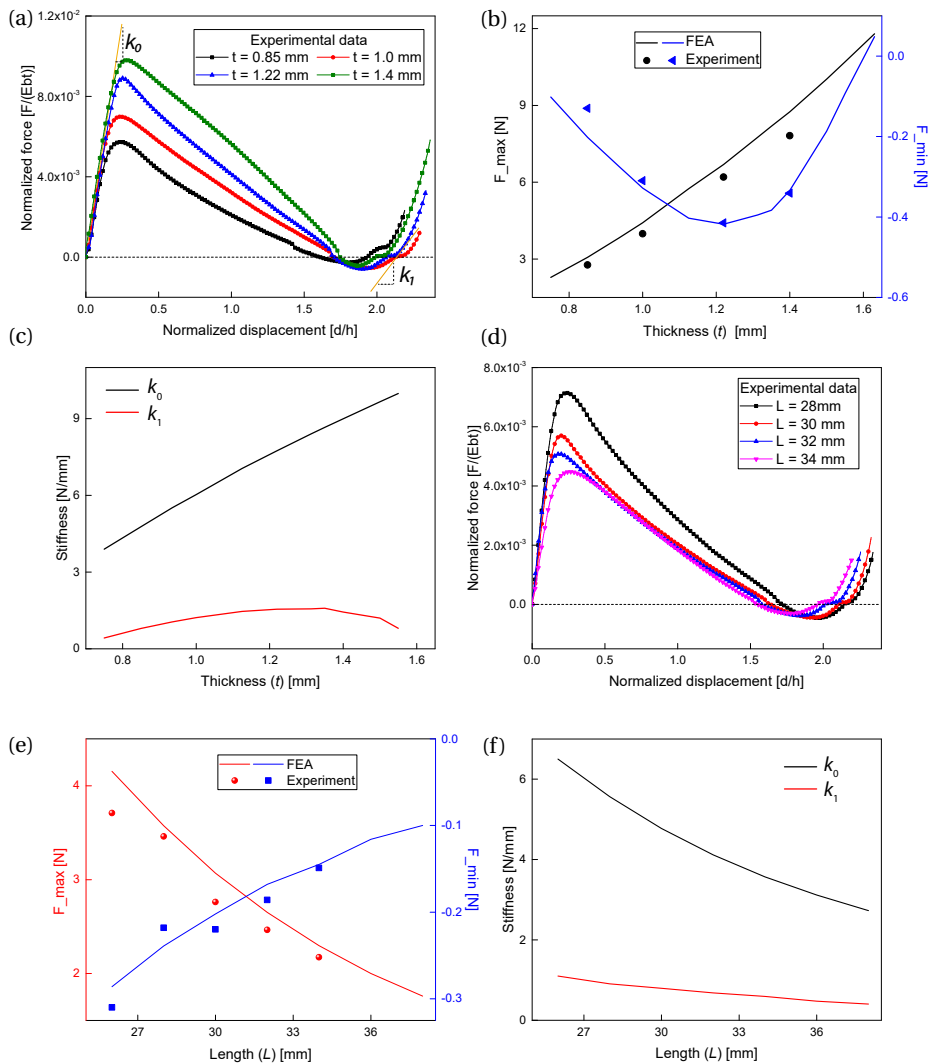 (a)
1.2x10⁻²
8.0x10⁻³
4.0x10⁻³
0.0
Normalized force [F/(Ebt)]
0.0 0.5 1.0 1.5 2.0
Normalized displacement [d/h]
k₀
k₁
Experimental data
t = 0.85 mm t = 1.0 mm
t = 1.22 mm t = 1.4 mm
(b)
12
9
6
3
F_max [N]
FEA
Experiment
0.0
-0.2
-0.4
-0.6
F_min [N]
0.8 1.0 1.2 1.4 1.6
Thickness (t) [mm]
(c)
k₀
k₁
9
6
3
0
Stiffness [N/mm]
0.8 1.0 1.2 1.4 1.6
Thickness (t) [mm]
(d)
8.0x10⁻³
6.0x10⁻³
4.0x10⁻³
2.0x10⁻³
0.0
Normalized force [F/(Ebt)]
Experimental data
L = 28mm
L = 30 mm
L = 32 mm
L = 34 mm
0.0 0.5 1.0 1.5 2.0
Normalized displacement [d/h]
(e)
4
3
2
F_max [N]
FEA
Experiment
0.0
-0.1
-0.2
-0.3
F_min [N]
27 30 33 36
Length (L) [mm]
(f)
k₀
k₁
6
4
2
0
Stiffness [N/mm]
27 30 33 36
Length (L) [mm]